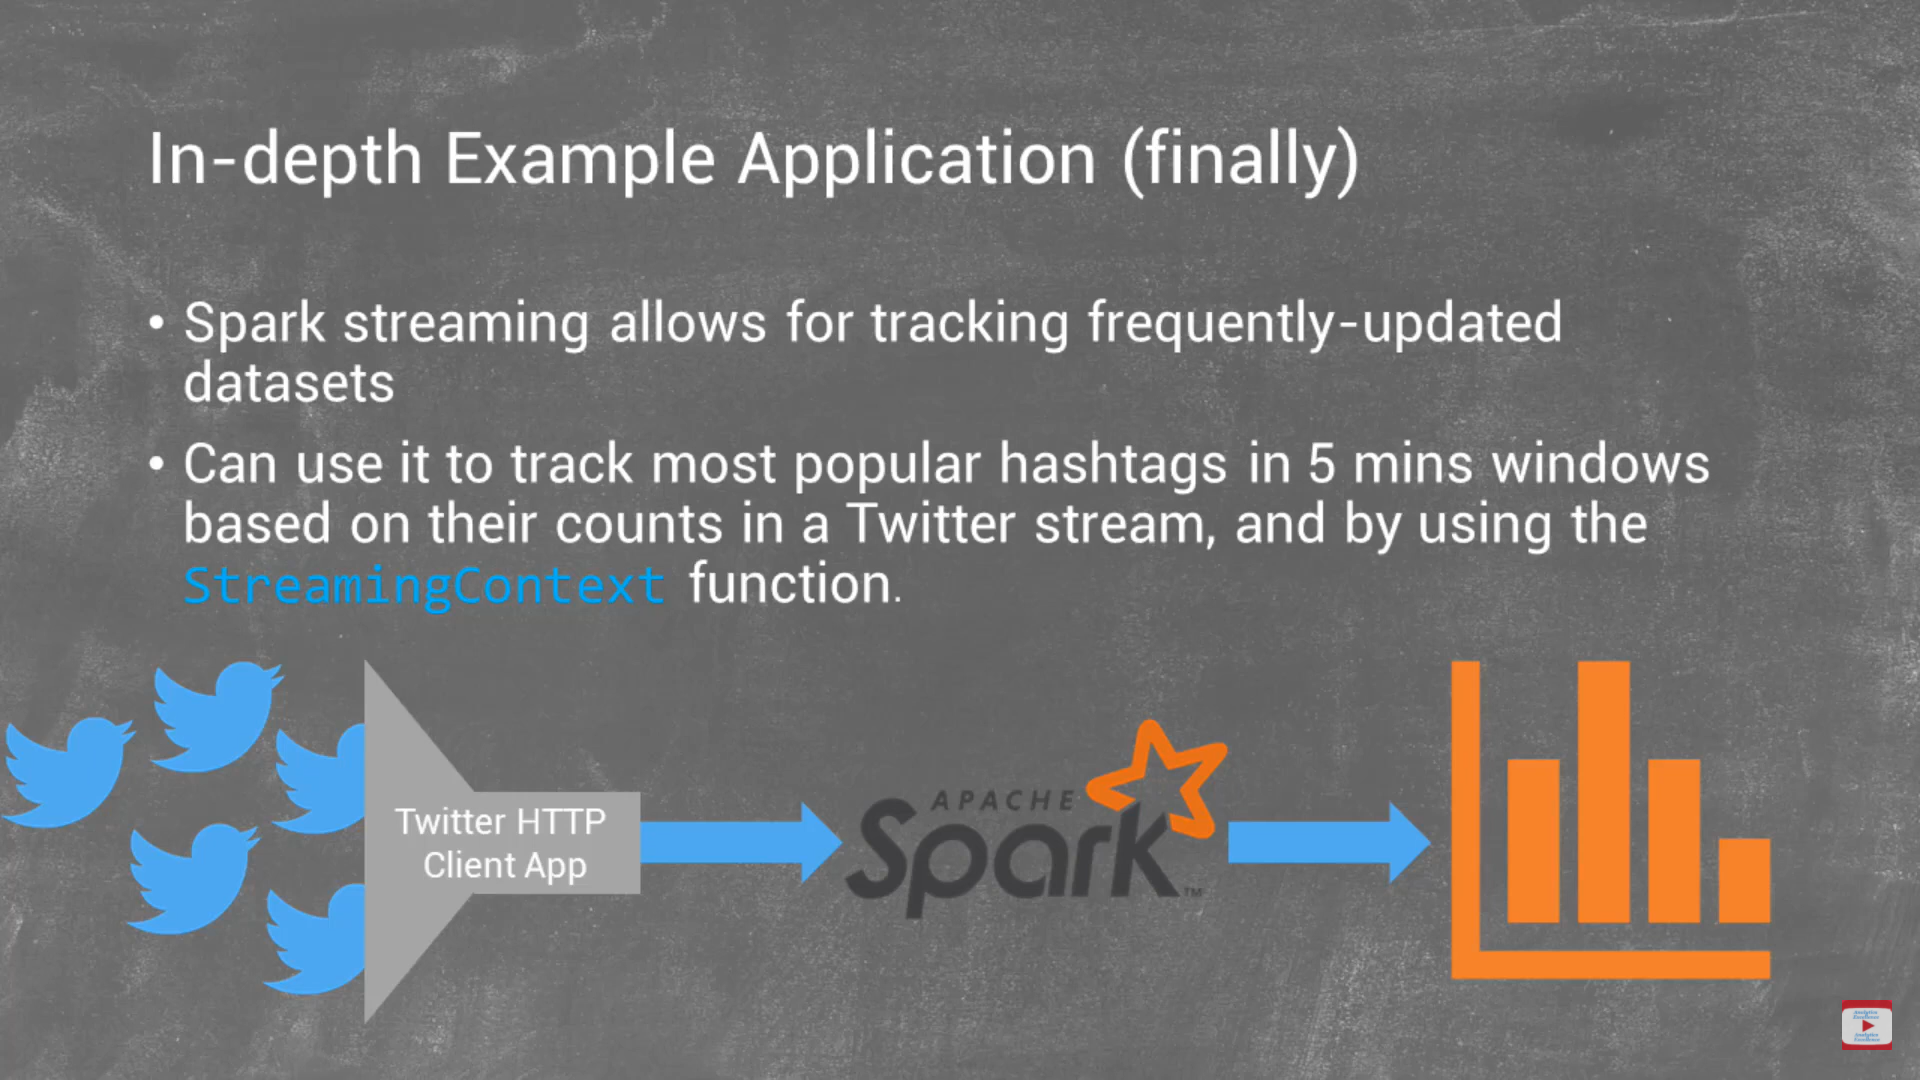 In-depth Example Application (finally)
• Spark streaming allows for tracking frequently-updated
datasets
• Can use it to track most popular hashtags in 5 mins windows
based on their counts in a Twitter stream, and by using the
StreamingContext function.
Twitter HTTP
Client App
APACHE
Spark
TM